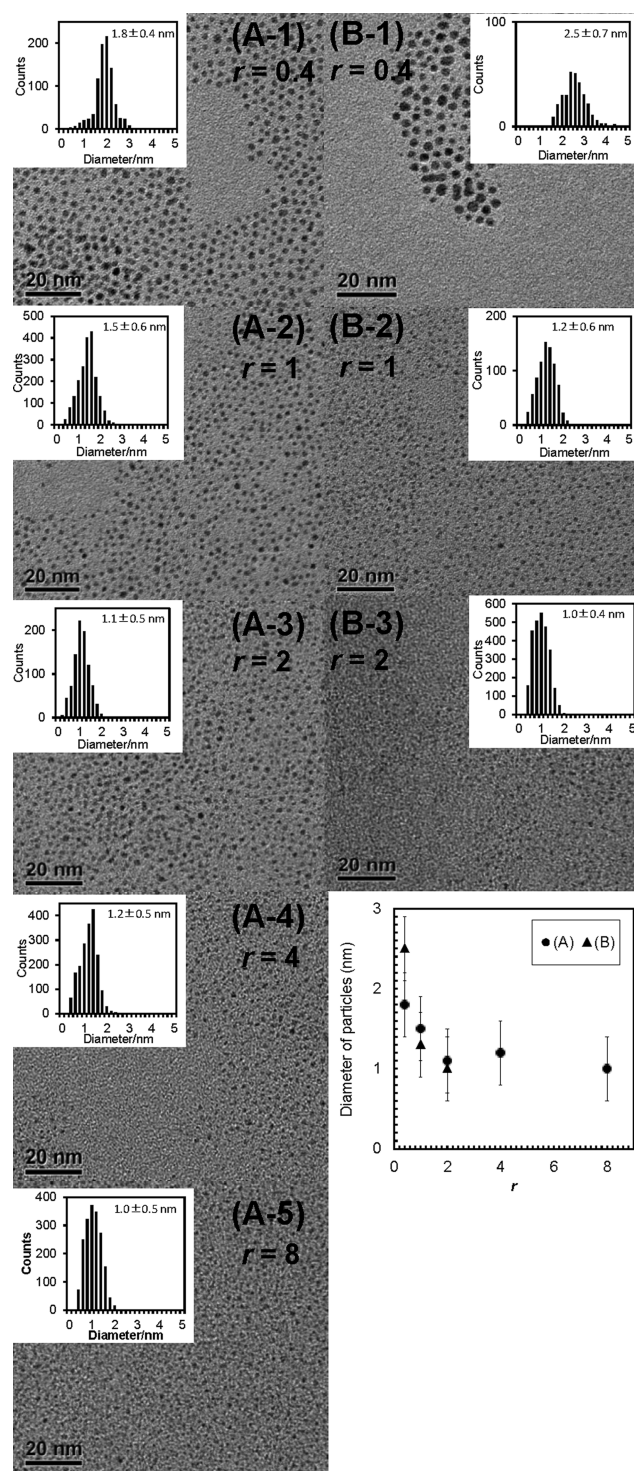 200
100
0
Counts
1.8±0.4 nm
0 1 2 3 4 5
Diameter/nm
(A-1)
r = 0.4
20 nm
(B-1)
r = 0.4
100
50
0
Counts
2.5±0.7 nm
0 1 2 3 4 5
Diameter/nm
20 nm
500
400
300
200
100
0
Counts
1.5±0.6 nm
0 1 2 3 4 5
Diameter/nm
(A-2)
r = 1
20 nm
(B-2)
r = 1
200
100
0
Counts
1.2±0.6 nm
0 1 2 3 4 5
Diameter/nm
20 nm
200
100
0
Counts
1.1±0.5 nm
0 1 2 3 4 5
Diameter/nm
(A-3)
r = 2
20 nm
(B-3)
r = 2
600
500
400
300
200
100
0
Counts
1.0±0.4 nm
0 1 2 3 4 5
Diameter/nm
20 nm
400
300
200
100
0
Counts
1.2±0.5 nm
0 1 2 3 4 5
Diameter/nm
(A-4)
r = 4
20 nm
3
2
1
0
Diameter of particles (nm)
(A) (B)
0 2 4 6 8
r
400
300
200
100
0
Counts
1.0±0.5 nm
0 1 2 3 4 5
Diameter/nm
(A-5)
r = 8
20 nm